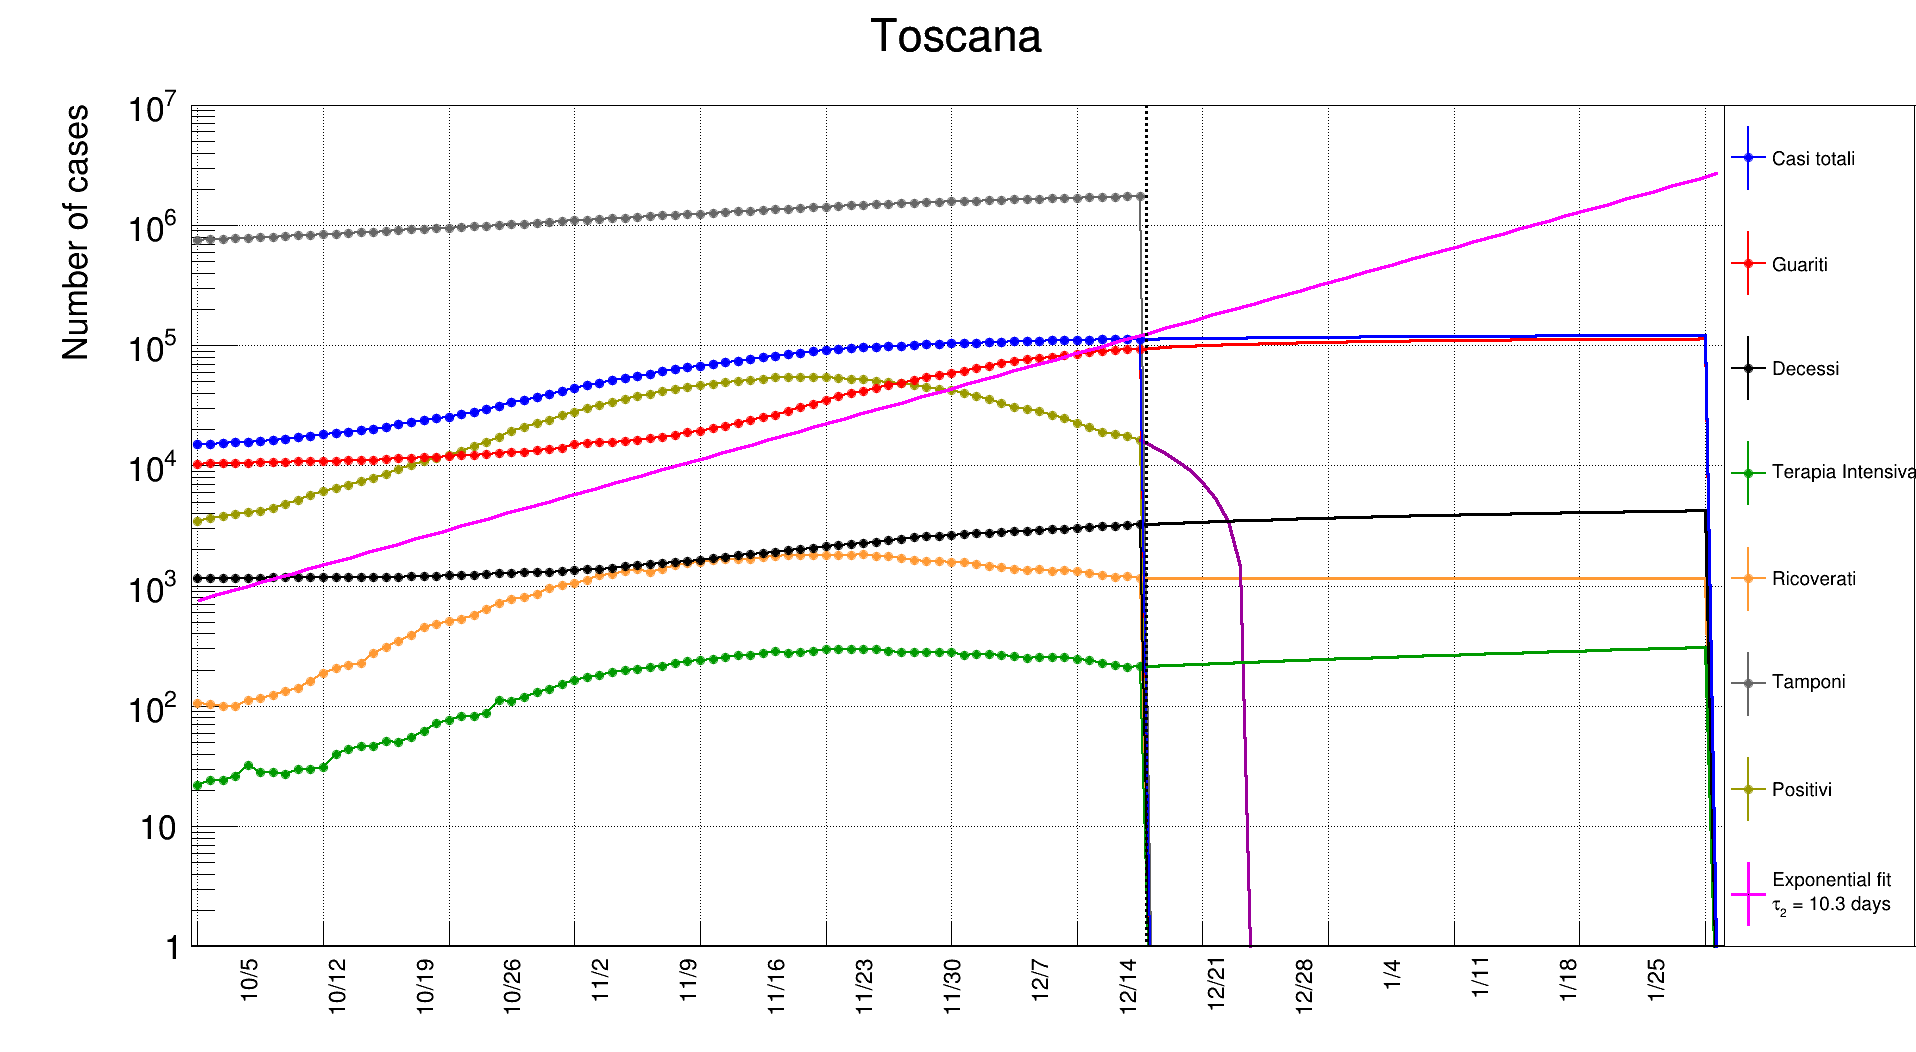 Toscana
Number of cases
10^7
10^6
10^5
10^4
10^3
10^2
10
1
10/5 10/12 10/19 10/26 11/2 11/9 11/16 11/23 11/30 12/7 12/14 12/21 12/28 1/4 1/11 1/18 1/25
Casi totali
Guariti
Decessi
Terapia Intensiva
Ricoverati
Tamponi
Positivi
Exponential fit
τ_2 = 10.3 days